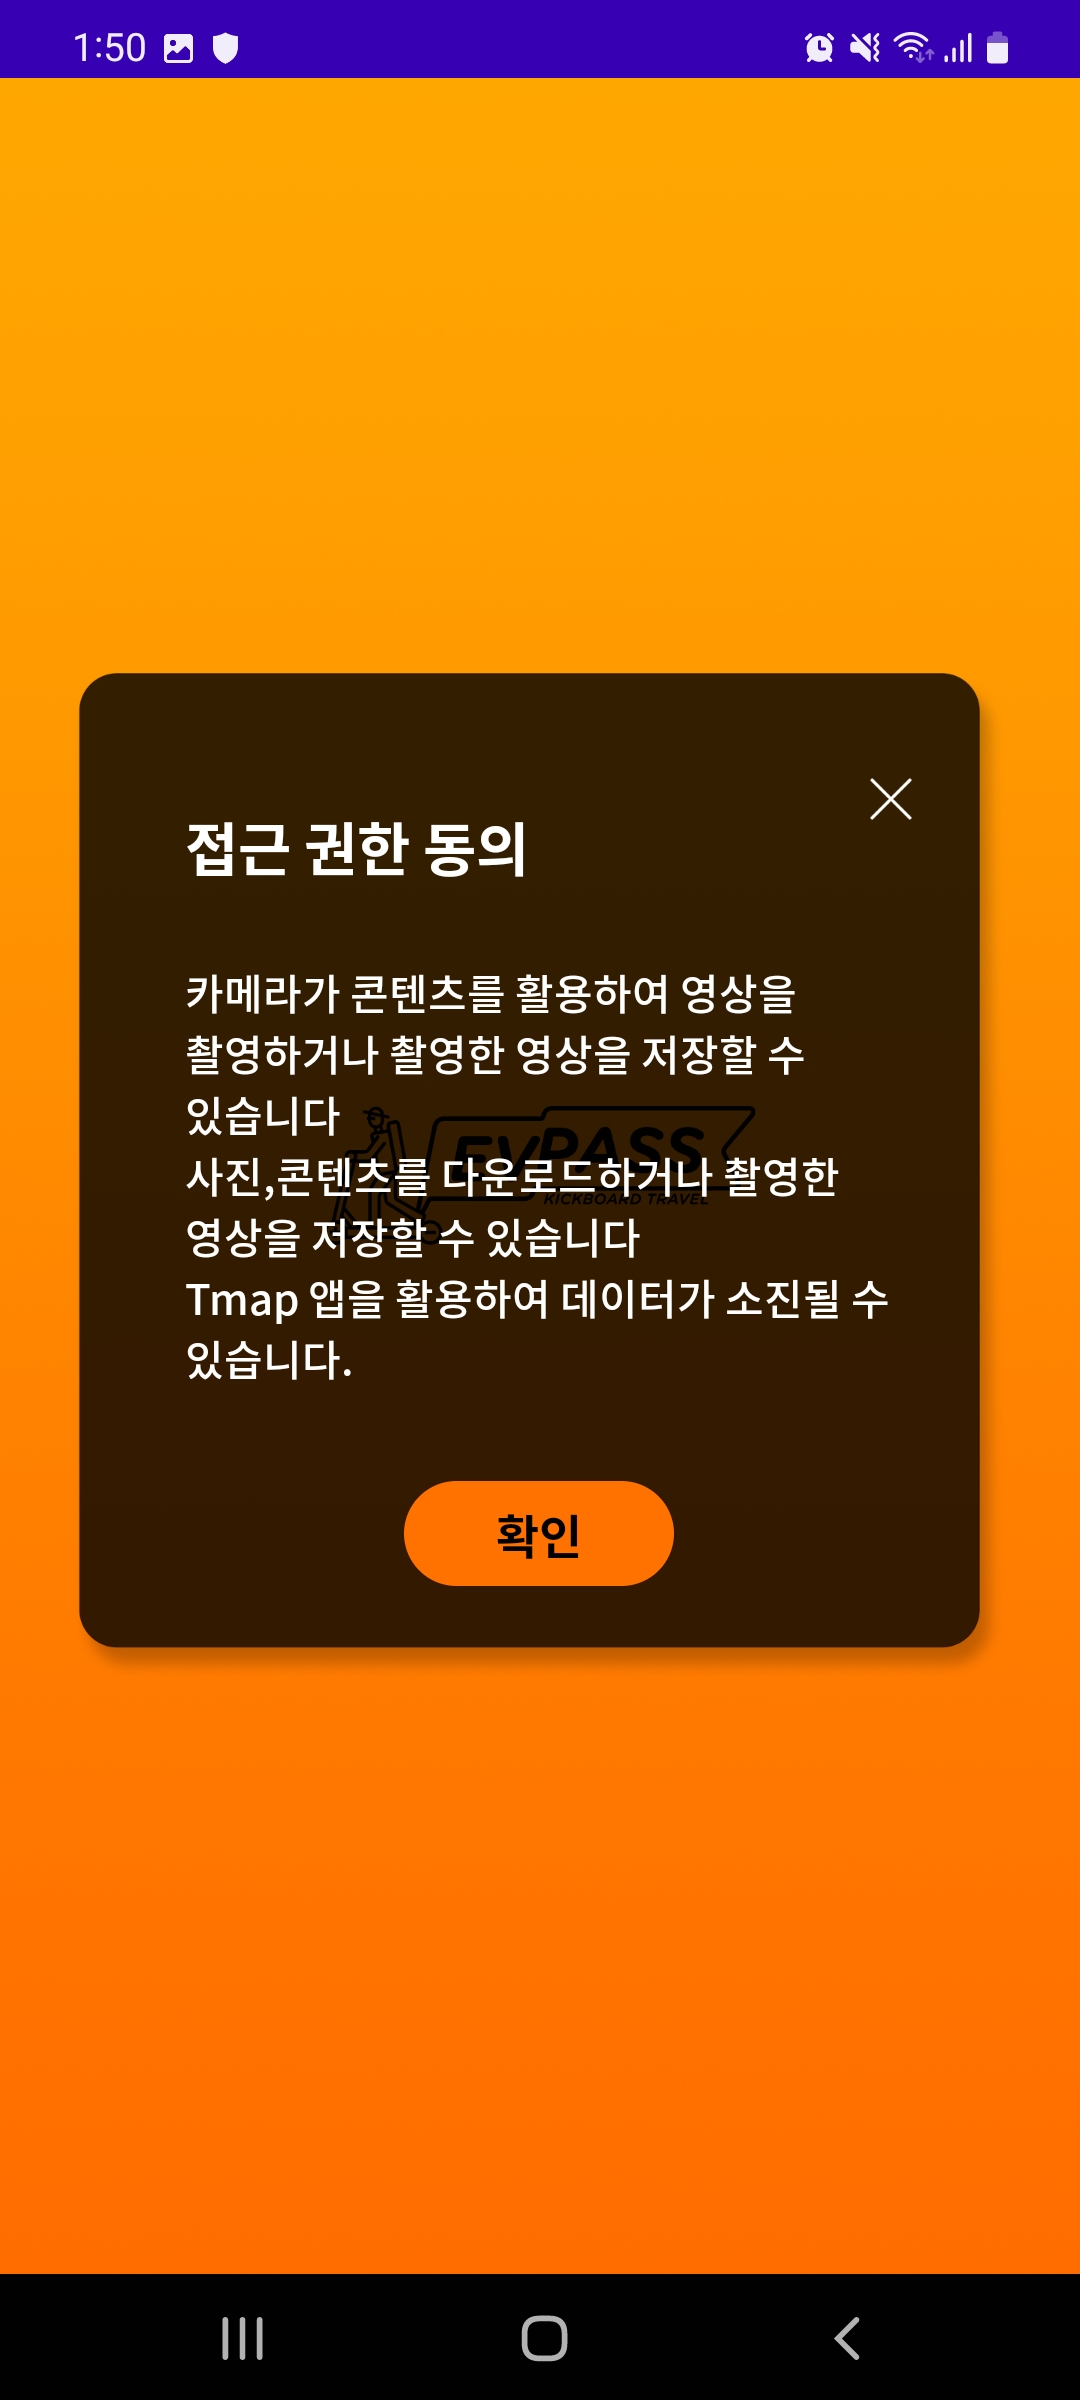 1:50
접근 권한 동의
카메라가 콘텐츠를 활용하여 영상을
촬영하거나 촬영한 영상을 저장할 수
있습니다
EVPASS
사진,콘텐츠를 다운로드하거나 촬영한
KICKBOARD TRAVEL
영상을 저장할 수 있습니다
Tmap 앱을 활용하여 데이터가 소진될 수
있습니다.
확인